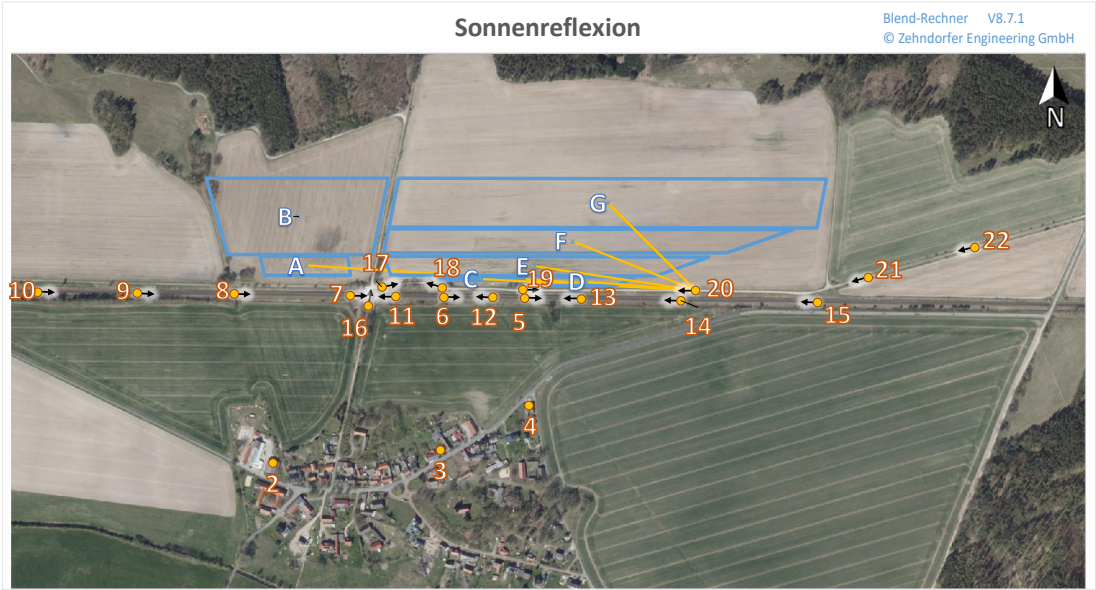 Sonnenreflexion
Blend-Rechner V8.7.1
© Zehndorfer Engineering GmbH
N
G
B
F
A
17
18
E
C
19
D
22
21
20
10
9
8
7
11
6
12
5
13
14
15
16
4
3
2